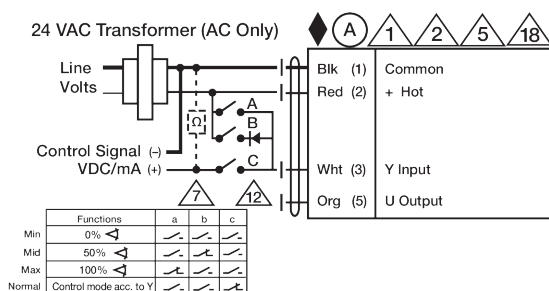 24 VAC Transformer (AC Only)
A 1 2 5 18
Line
Volts
Blk (1) Common
Red (2) + Hot
A
B
Ω
Control Signal (–)
VDC/mA (+)
C
Wht (3) Y Input
7 12
Org (5) U Output
Functions a b c
Min 0%
Mid 50%
Max 100%
Normal Control mode acc. to Y